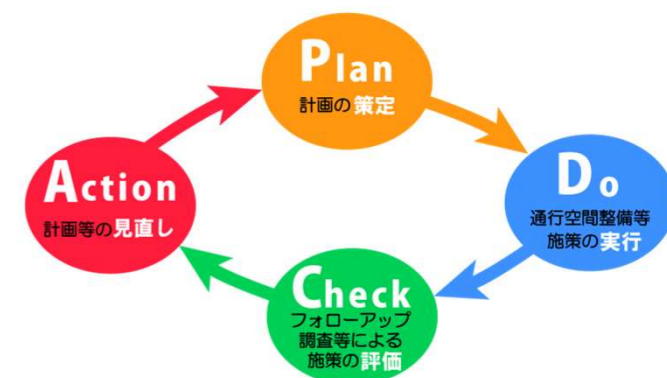 Plan
計画の策定
Do
通行空間整備等
施策の実行
Check
フォローアップ
調査等による
施策の評価
Action
計画等の見直し